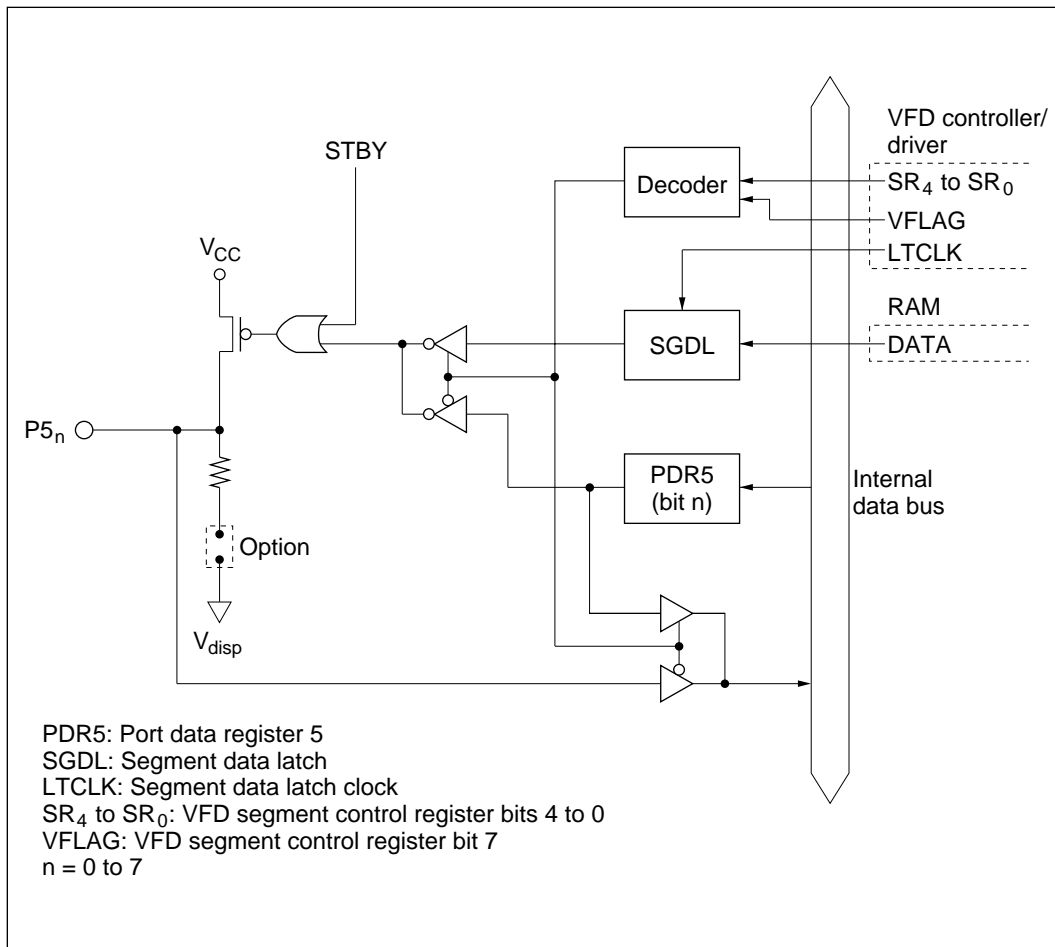 VFD controller/
driver
STBY
Decoder
SR4 to SR0
VFLAG
LTCLK
VCC
RAM
SGDL
DATA
P5n
PDR5
(bit n)
Internal
data bus
Option
Vdisp
PDR5: Port data register 5
SGDL: Segment data latch
LTCLK: Segment data latch clock
SR4 to SR0: VFD segment control register bits 4 to 0
VFLAG: VFD segment control register bit 7
n = 0 to 7